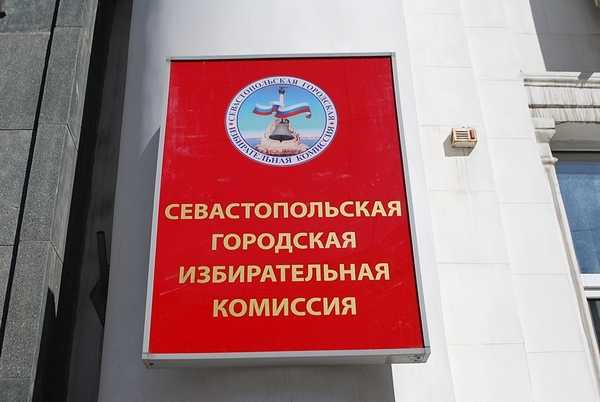 СЕВАСТОПОЛЬСКАЯ ГОРОДСКАЯ
ИЗБИРАТЕЛЬНАЯ КОМИССИЯ
СЕВАСТОПОЛЬСКАЯ
ГОРОДСКАЯ
ИЗБИРАТЕЛЬНАЯ
КОМИССИЯ